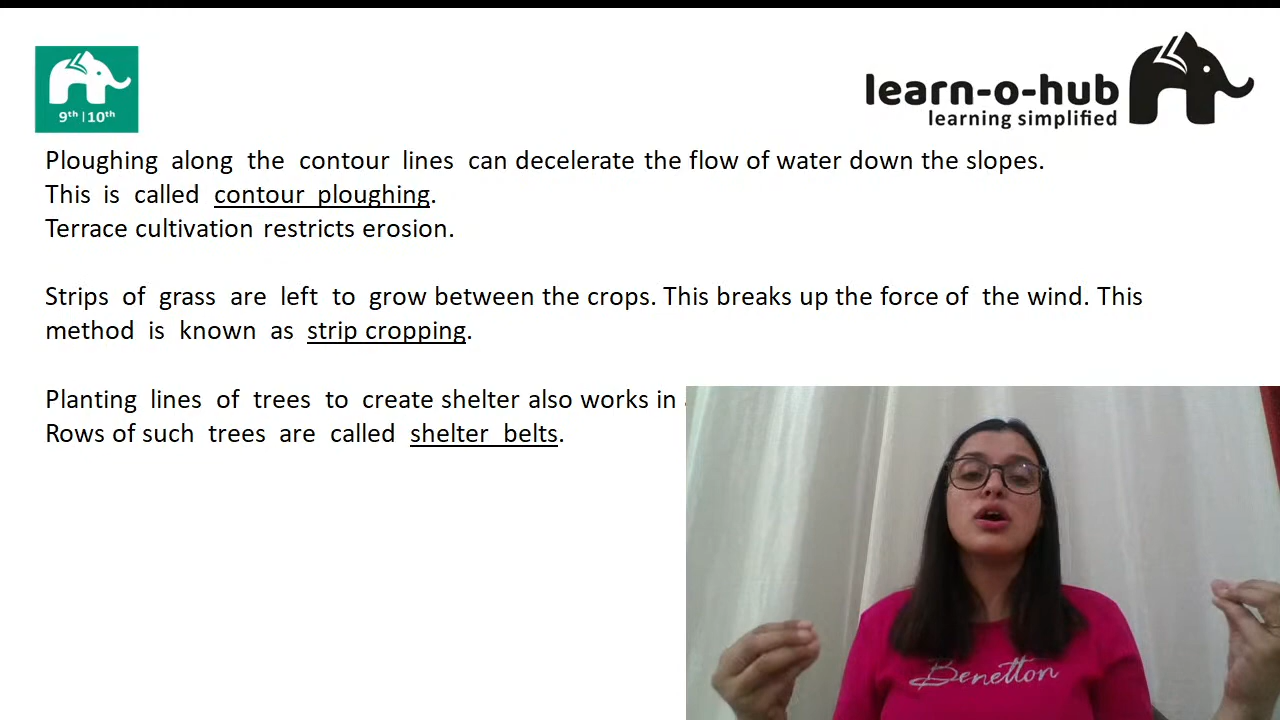 9th | 10th
learn-o-hub
learning simplified
Ploughing along the contour lines can decelerate the flow of water down the slopes.
This is called contour ploughing.
Terrace cultivation restricts erosion.
Strips of grass are left to grow between the crops. This breaks up the force of the wind. This
method is known as strip cropping.
Planting lines of trees to create shelter also works in
Rows of such trees are called shelter belts.
Benetton